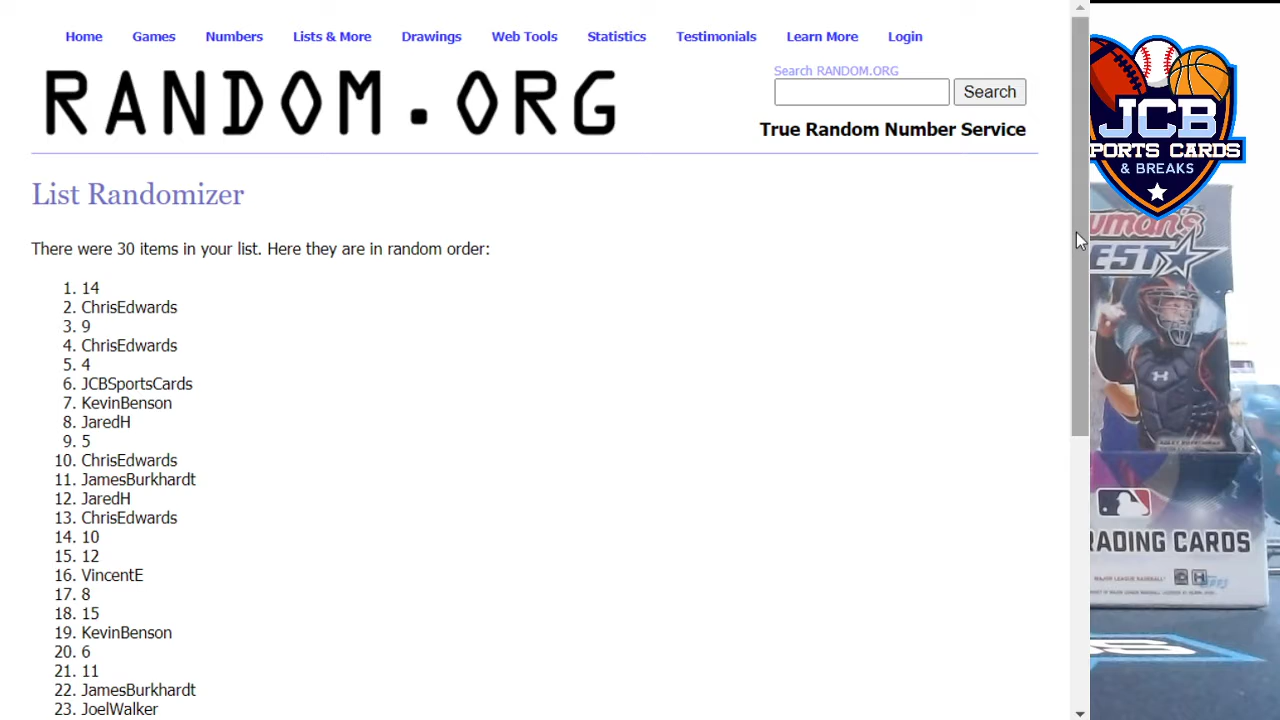 Home Games Numbers Lists & More Drawings Web Tools Statistics Testimonials Learn More Login
RANDOM.ORG
Search RANDOM.ORG
Search
True Random Number Service
List Randomizer
There were 30 items in your list. Here they are in random order:
1. 14
2. ChrisEdwards
3. 9
4. ChrisEdwards
5. 4
6. JCBSportsCards
7. KevinBenson
8. JaredH
9. 5
10. ChrisEdwards
11. JamesBurkhardt
12. JaredH
13. ChrisEdwards
14. 10
15. 12
16. VincentE
17. 8
18. 15
19. KevinBenson
20. 6
21. 11
22. JamesBurkhardt
23. JoelWalker
JCB
PORTS CARDS
& BREAKS
wman's
EST
RADING CARDS